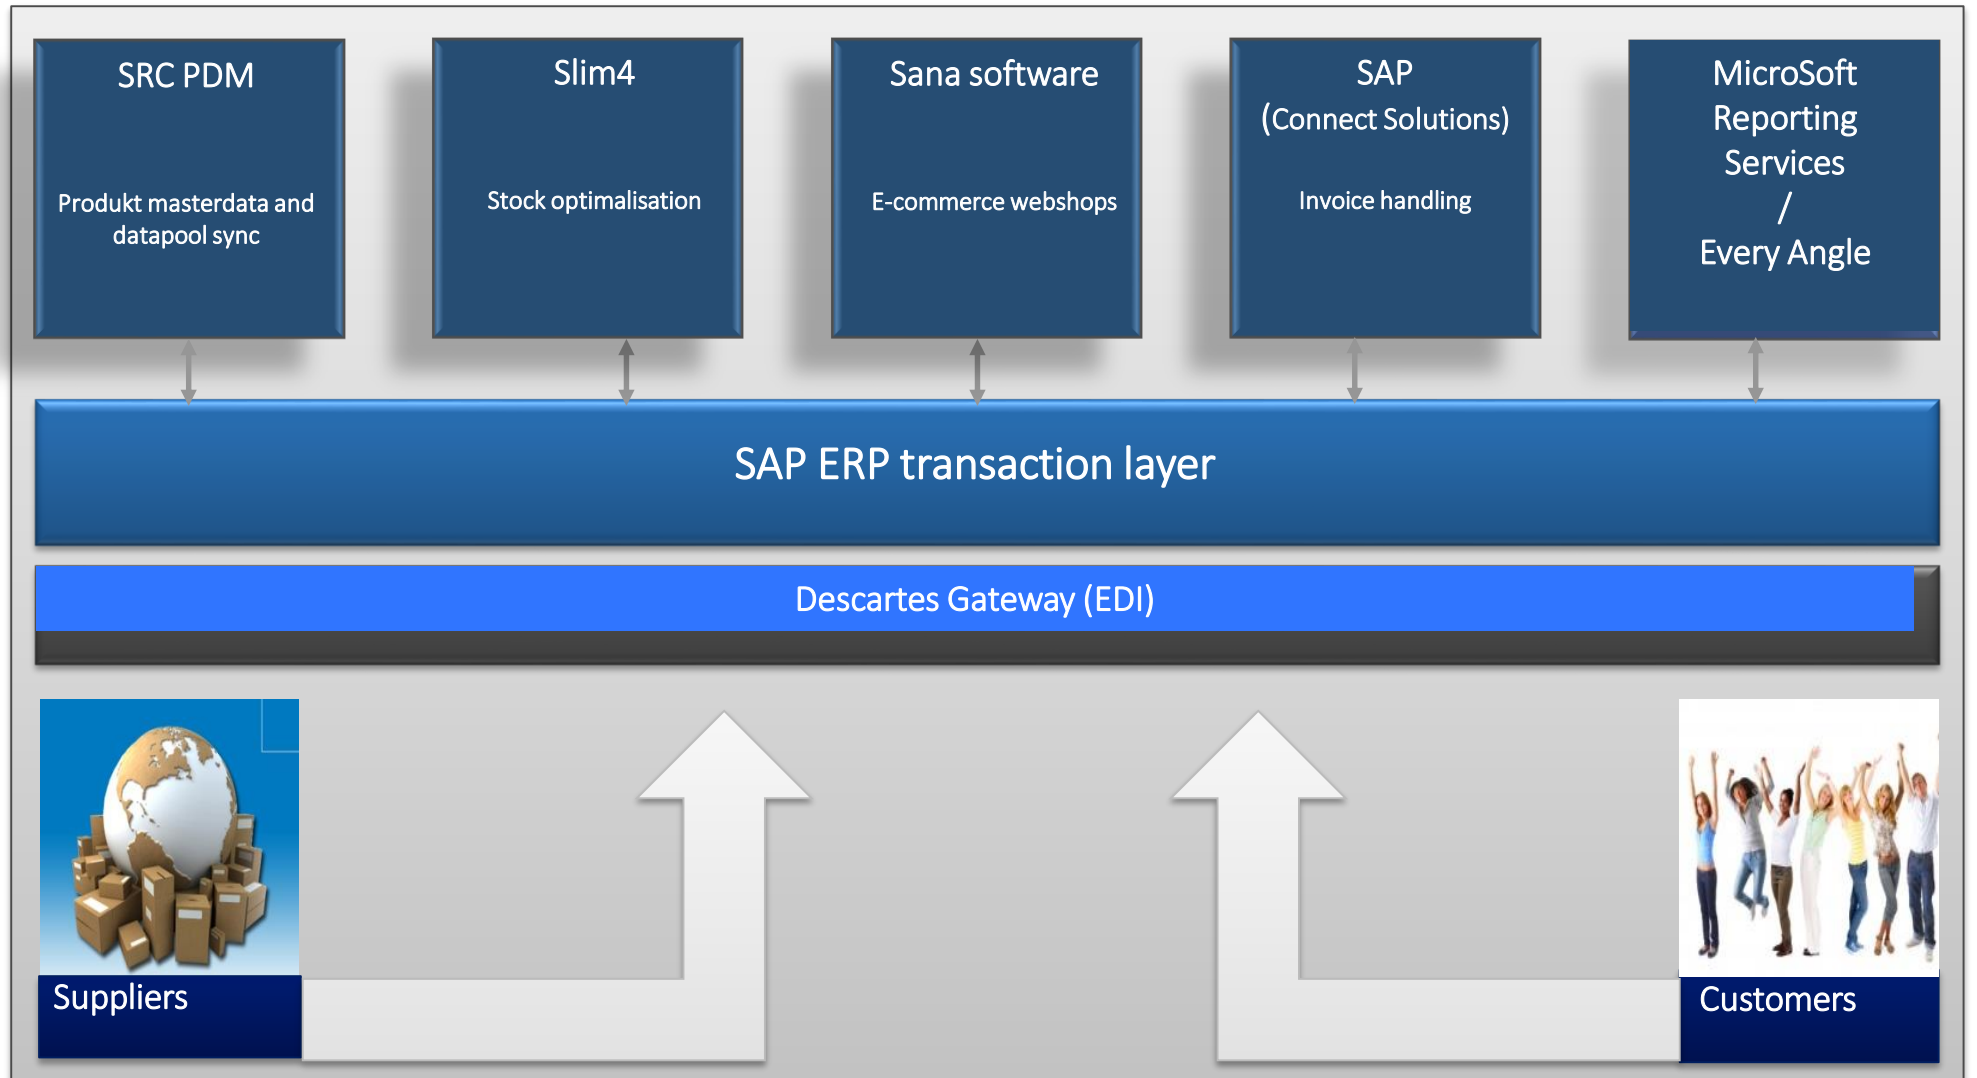 SRC PDM
Produkt masterdata and
datapool sync
Slim4
Stock optimalisation
Sana software
E-commerce webshops
SAP
(Connect Solutions)
Invoice handling
MicroSoft
Reporting
Services
/
Every Angle
SAP ERP transaction layer
Descartes Gateway (EDI)
Suppliers
Customers